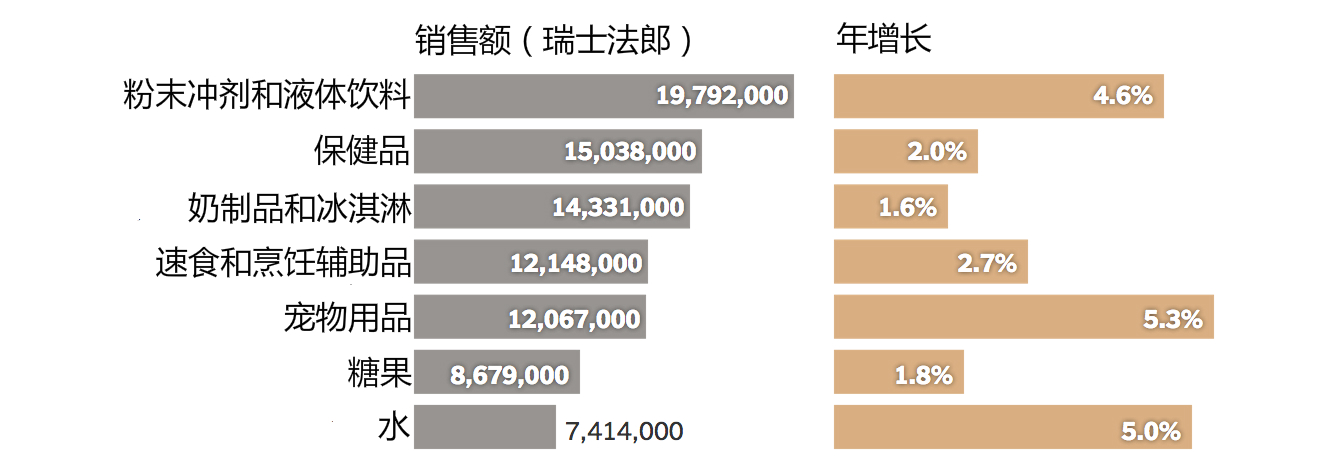 销售额（瑞士法郎） 年增长
粉末冲剂和液体饮料 19,792,000 4.6%
保健品 15,038,000 2.0%
奶制品和冰淇淋 14,331,000 1.6%
速食和烹饪辅助品 12,148,000 2.7%
宠物用品 12,067,000 5.3%
糖果 8,679,000 1.8%
水 7,414,000 5.0%